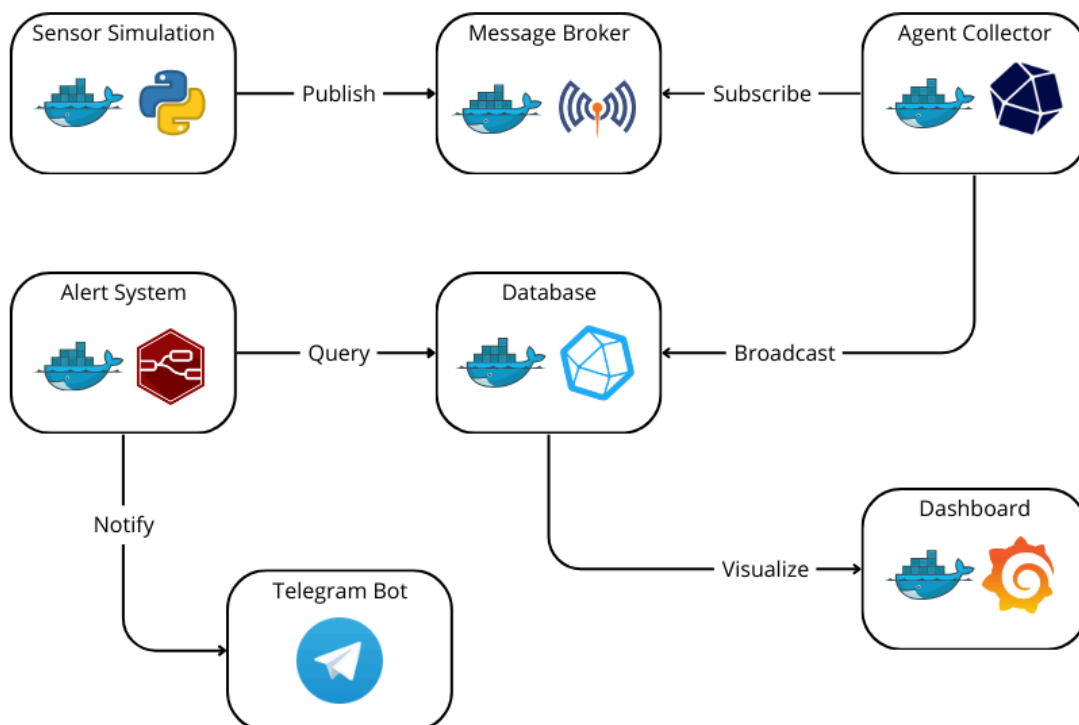 Sensor Simulation
Message Broker
Agent Collector
Publish
Subscribe
Alert System
Database
Query
Broadcast
Notify
Dashboard
Visualize
Telegram Bot